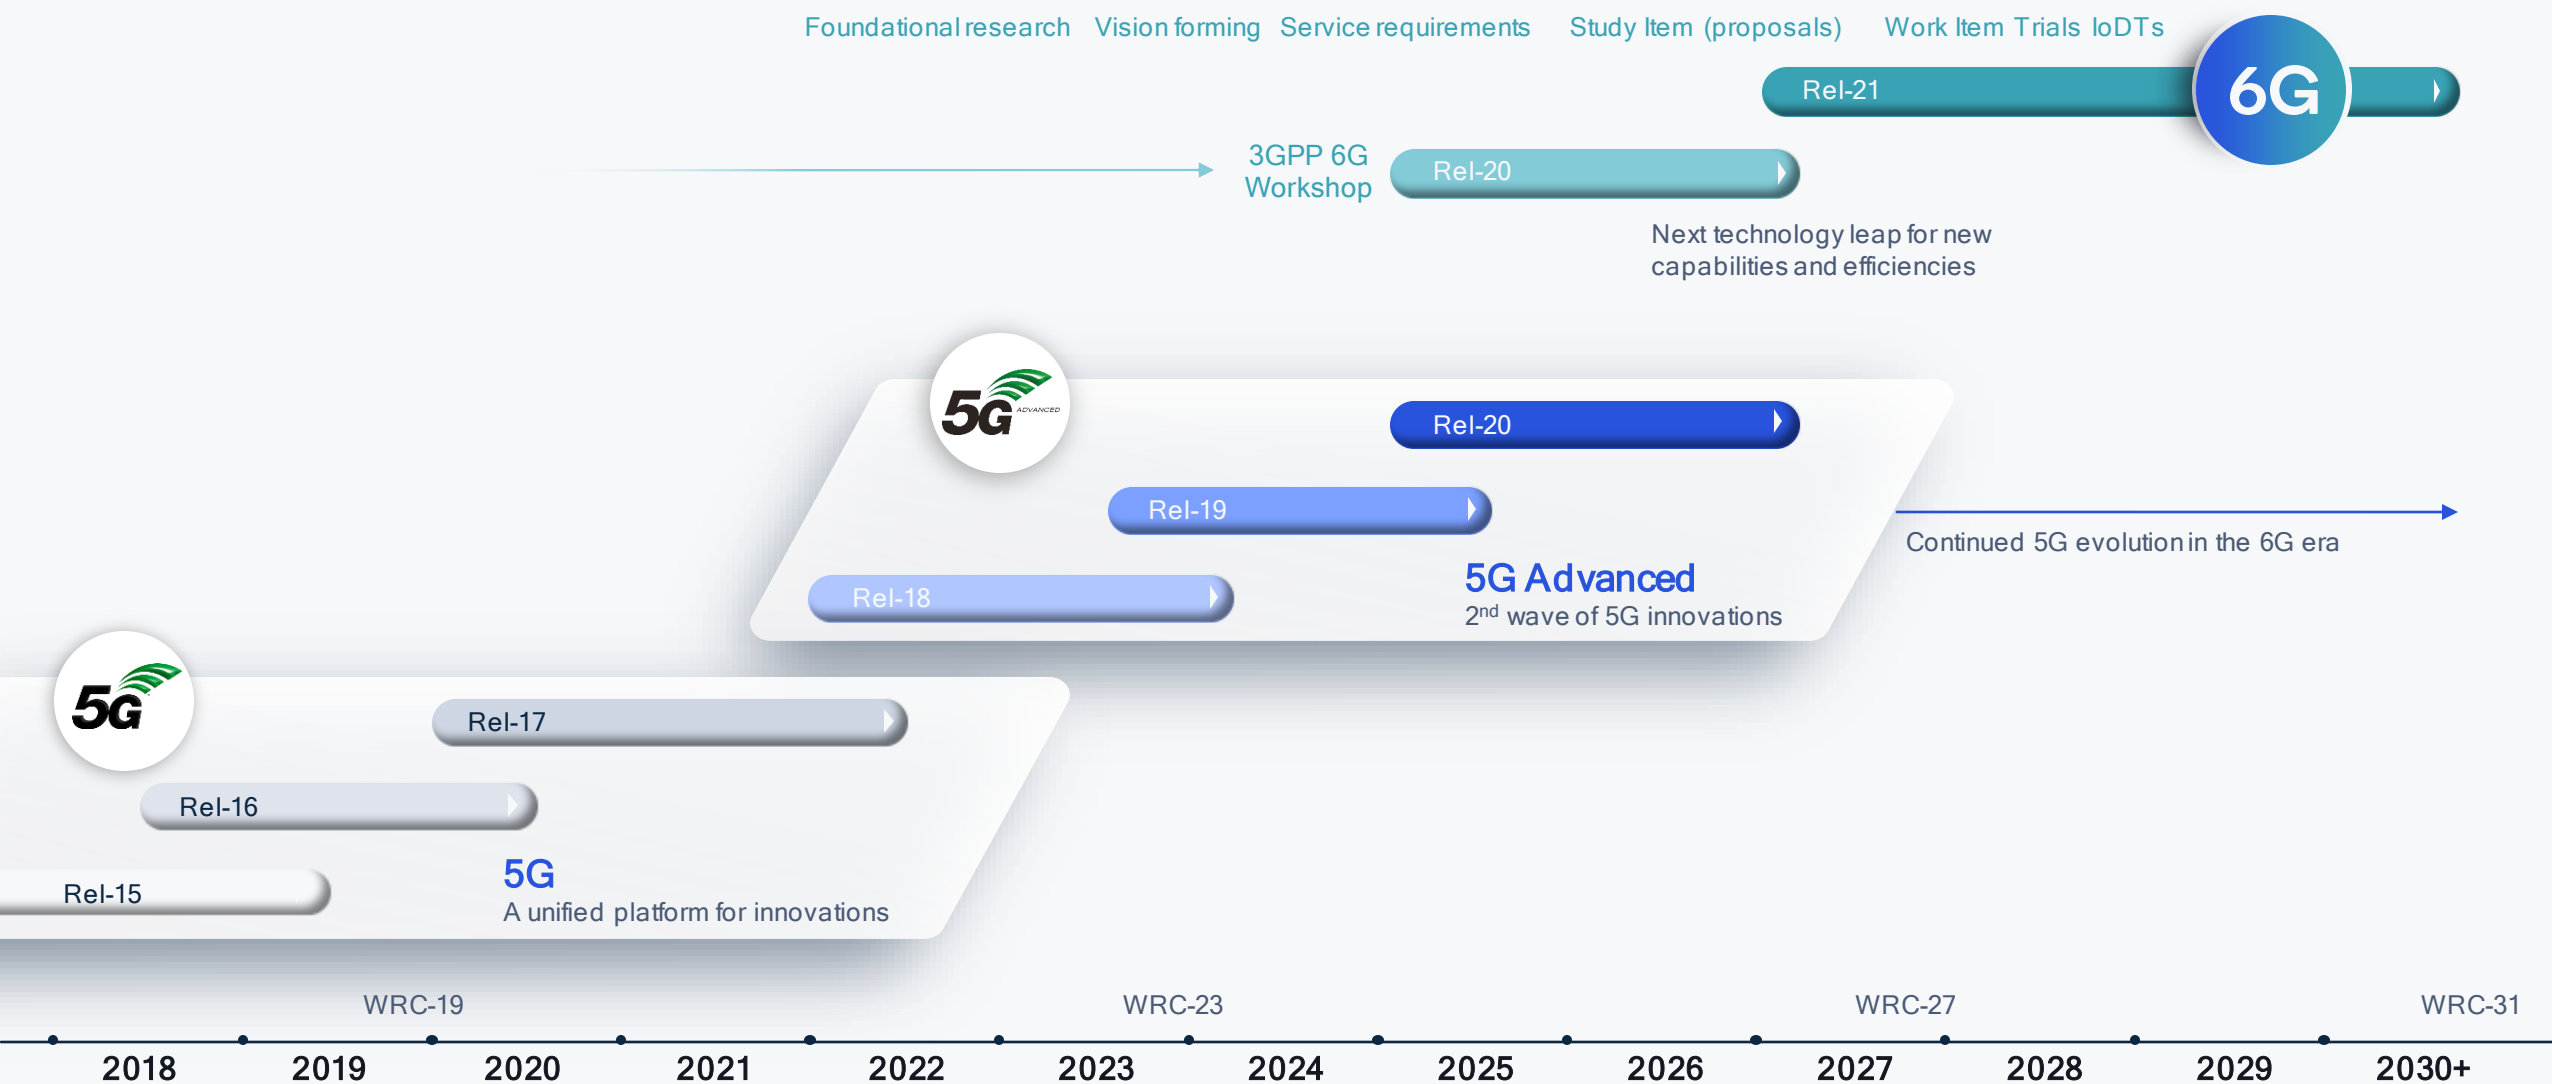 Foundational research Vision forming Service requirements Study Item (proposals) Work Item Trials IoDTs
Rel-21
6G
3GPP 6G
Workshop
Rel-20
Next technology leap for new
capabilities and efficiencies
5G ADVANCED
Rel-20
Rel-19
Continued 5G evolution in the 6G era
5G Advanced
Rel-18
2nd wave of 5G innovations
5G
Rel-17
Rel-16
5G
Rel-15
A unified platform for innovations
WRC-19 WRC-23 WRC-27 WRC-31
2018 2019 2020 2021 2022 2023 2024 2025 2026 2027 2028 2029 2030+